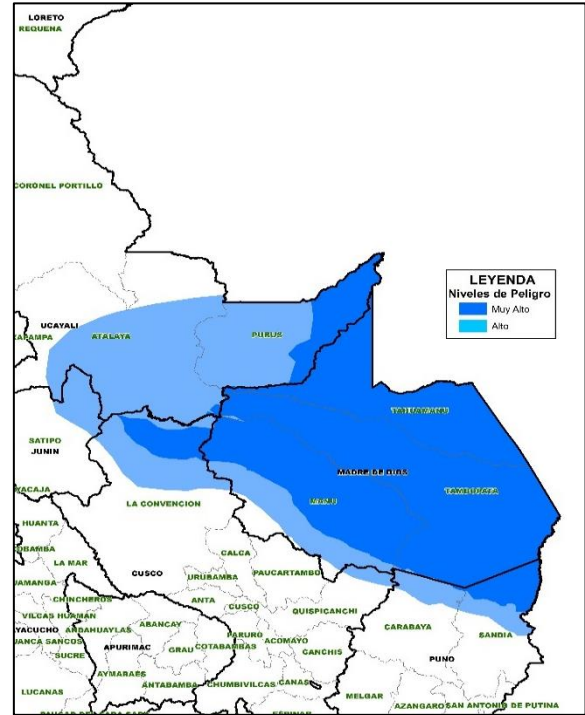 LORETO
REQUENA
CORONEL PORTILLO
LEYENDA
Niveles de Peligro
Muy Alto
Alto
UCAYALI
ATALAYA
PURUS
TAHUAMANU
SATIPO
JUNIN
MADRE DE DIOS
MANU
TAMBOPATA
LA CONVENCION
HUANTA
LA MAR
CALCA
CUSCO
URUBAMBA
PAUCARTAMBO
CHINCHEROS
ANTA
CUSCO
QUISPICANCHI
VILCAS HUAMAN
ABANCAY
CARABAYA
SANDIA
ANDAHUAYLAS
PARURO
ACOMAYO
APURIMAC
GRAU
COTABAMBAS
CANCHIS
PUNO
SUCRE
AYMARAES
LUCANAS
ANTABAMBA
CHUMBIVILCAS
CANAS
MELGAR
AZANGARO
SAN ANTONIO DE PUTINA